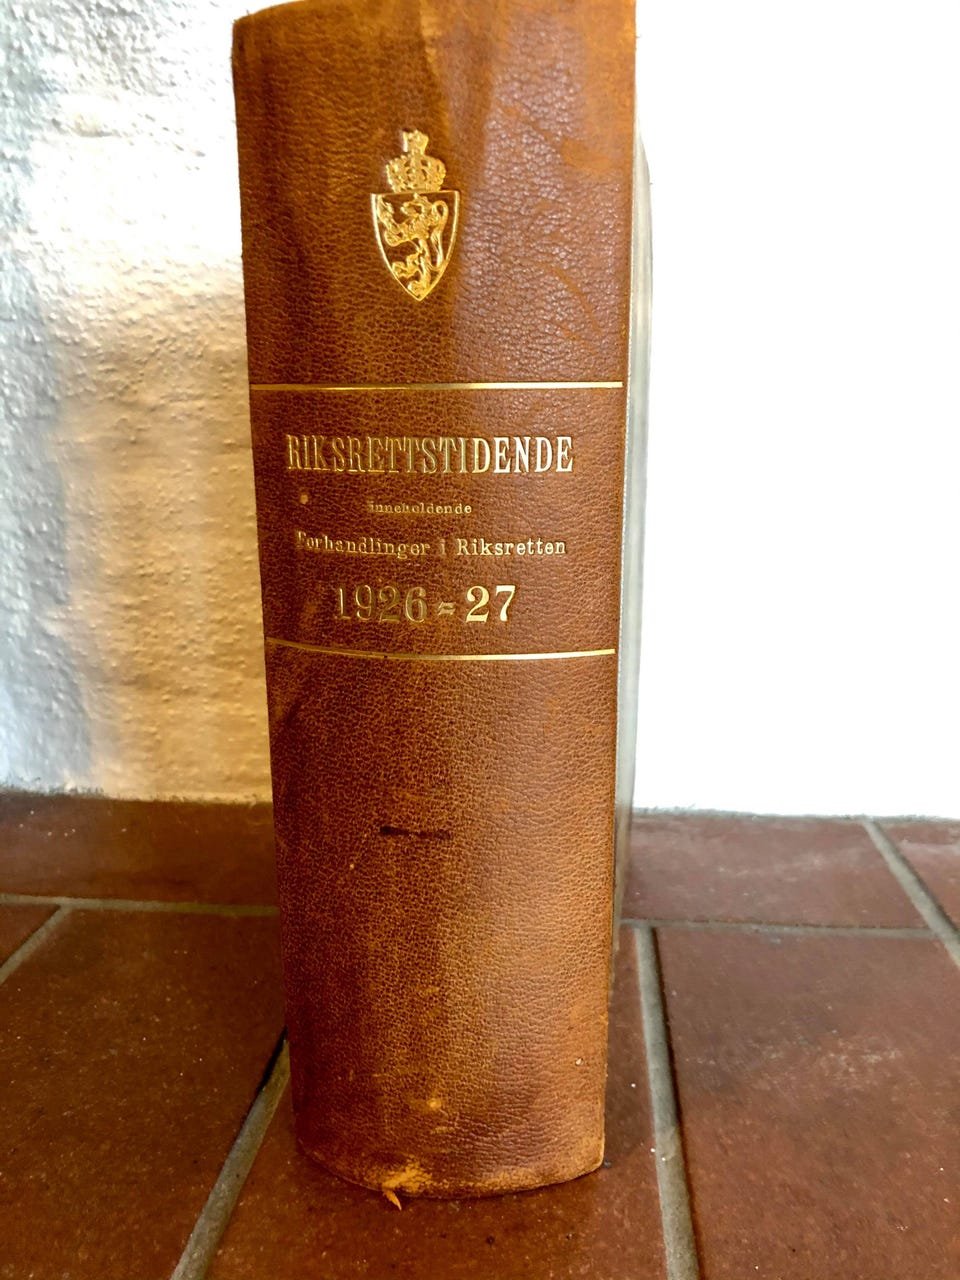 RIKSRETTSTIDENDE
inneholdende
Forhandlinger i Riksretten
1926=27